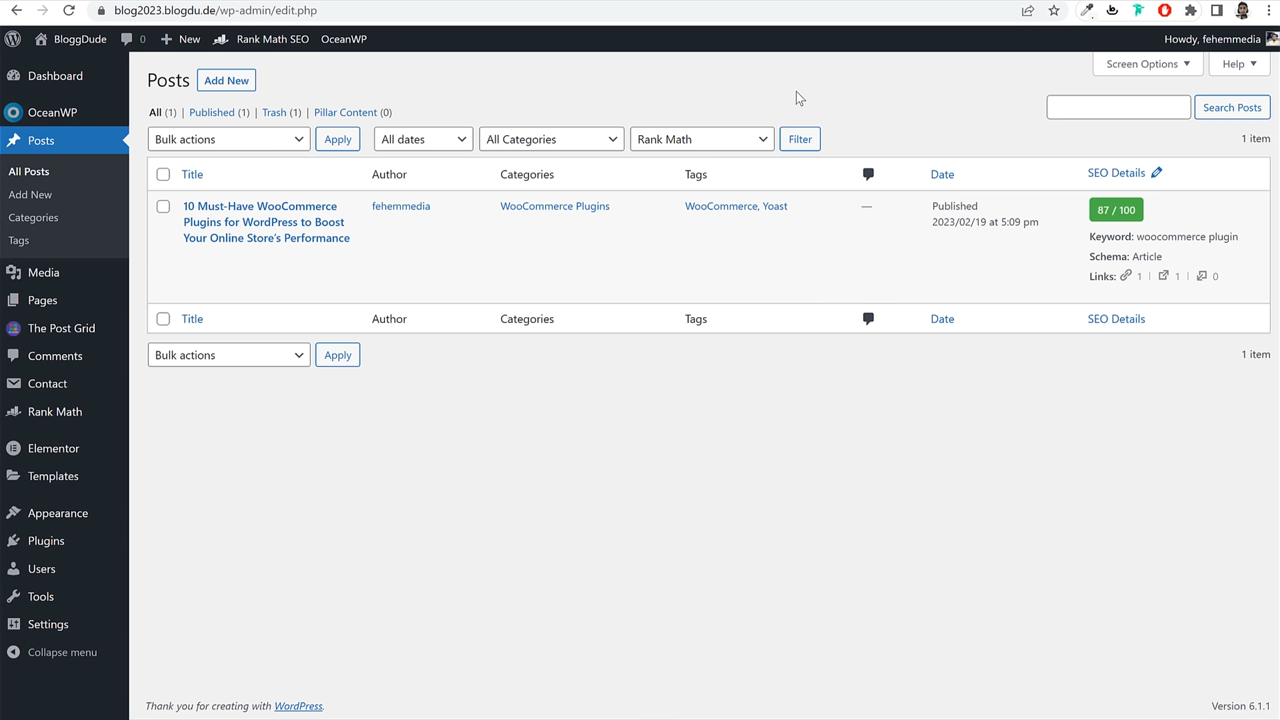 blog2023.blogdu.de/wp-admin/edit.php
BloggDude 0 New Rank Math SEO OceanWP Howdy, fehemmedia
Dashboard
OceanWP
Posts
All Posts
Add New
Categories
Tags
Media
Pages
The Post Grid
Comments
Contact
Rank Math
Elementor
Templates
Appearance
Plugins
Users
Tools
Settings
Collapse menu
Screen Options Help
Posts Add New
All (1) | Published (1) | Trash (1) | Pillar Content (0)
Search Posts
Bulk actions Apply All dates All Categories Rank Math Filter 1 item
Title Author Categories Tags Date SEO Details
10 Must-Have WooCommerce
Plugins for WordPress to Boost
Your Online Store's Performance
fehemmedia
WooCommerce Plugins
WooCommerce, Yoast
—
Published
2023/02/19 at 5:09 pm
87 / 100
Keyword: woocommerce plugin
Schema: Article
Links: 1 | 1 | 0
Title Author Categories Tags Date SEO Details
Bulk actions Apply 1 item
Thank you for creating with WordPress. Version 6.1.1